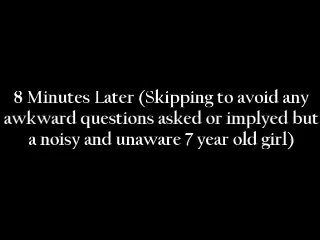 8 Minutes Later (Skipping to avoid any
awkward questions asked or implyed but
a noisy and unaware 7 year old girl)